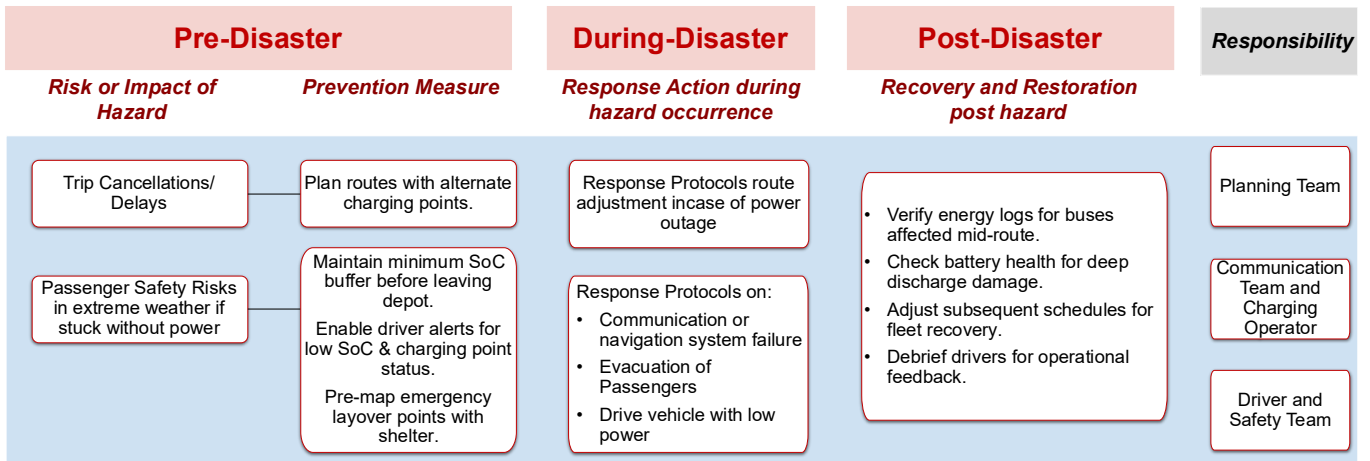 Pre-Disaster
During-Disaster
Post-Disaster
Responsibility
Risk or Impact of
Hazard
Prevention Measure
Response Action during
hazard occurrence
Recovery and Restoration
post hazard
Trip Cancellations/
Delays
Plan routes with alternate
charging points.
Response Protocols route
adjustment incase of power
outage
Passenger Safety Risks
in extreme weather if
stuck without power
Maintain minimum SoC
buffer before leaving
depot.
Enable driver alerts for
low SoC & charging point
status.
Pre-map emergency
layover points with
shelter.
Response Protocols on:
• Communication or
navigation system failure
• Evacuation of
Passengers
• Drive vehicle with low
power
• Verify energy logs for buses
affected mid-route.
• Check battery health for deep
discharge damage.
• Adjust subsequent schedules for
fleet recovery.
• Debrief drivers for operational
feedback.
Planning Team
Communication
Team and
Charging
Operator
Driver and
Safety Team